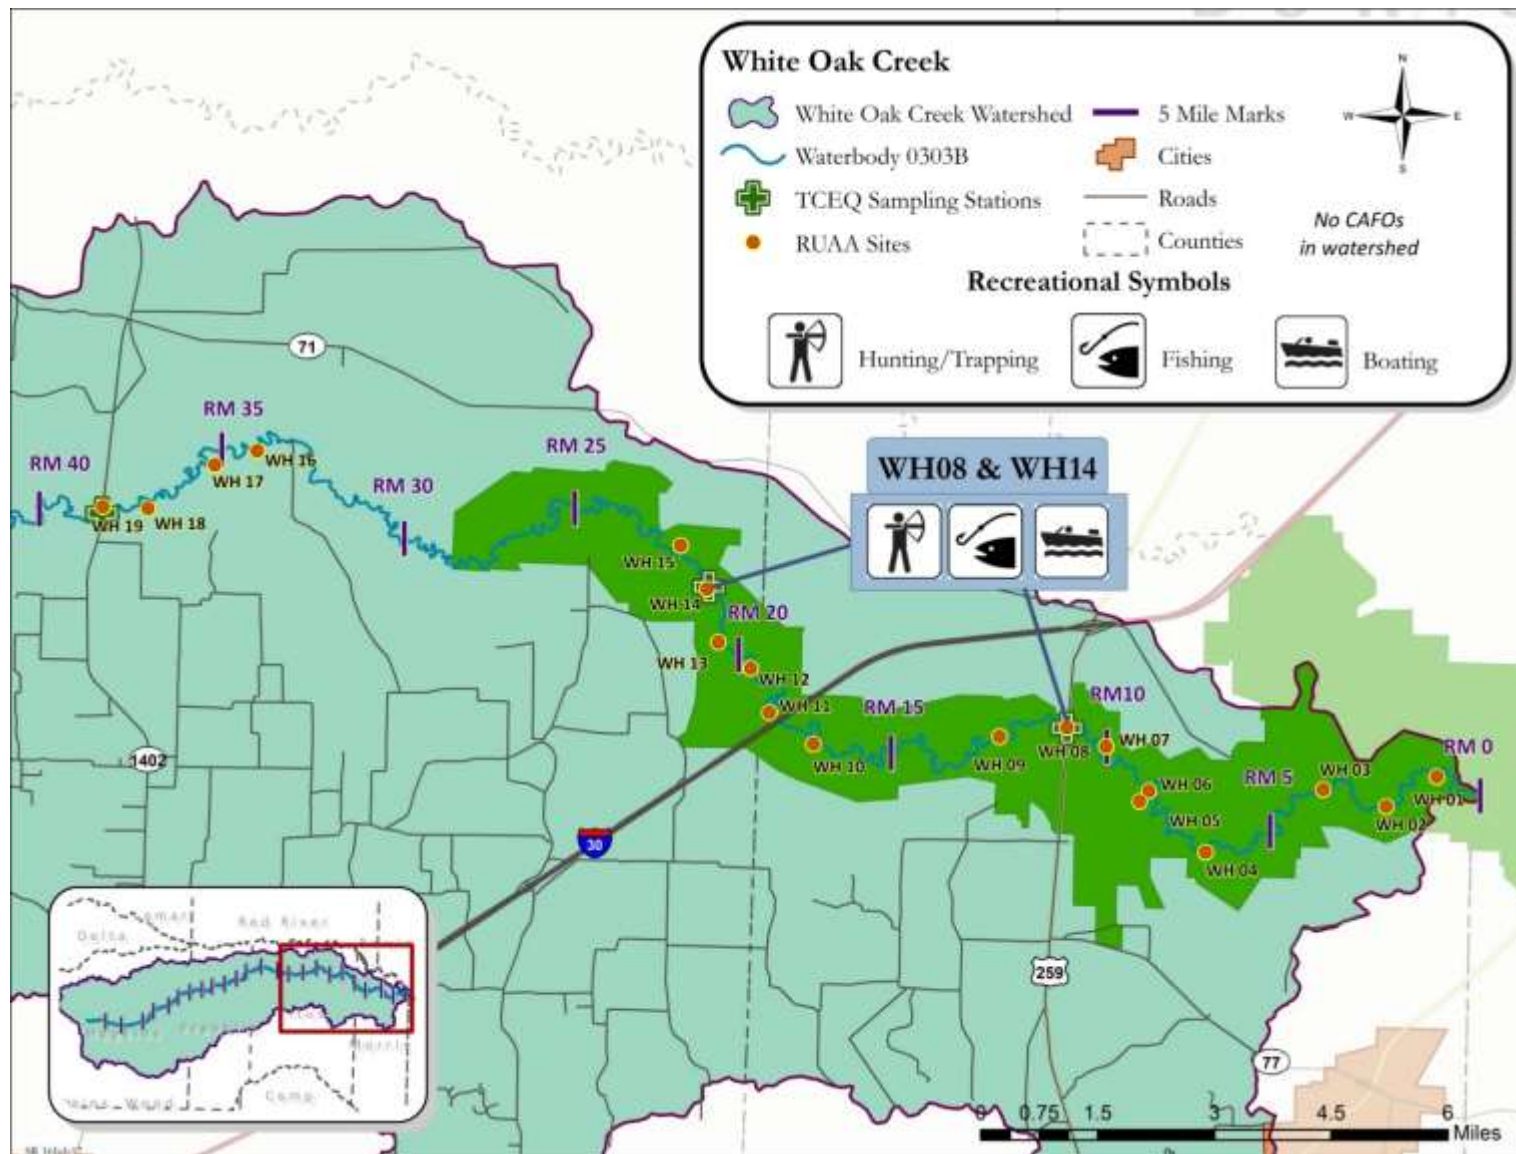 White Oak Creek
White Oak Creek Watershed
5 Mile Marks
Waterbody 0303B
Cities
TCEQ Sampling Stations
Roads
RUAA Sites
Counties
N
W
E
S
No CAFOs
in watershed
Recreational Symbols
Hunting/Trapping
Fishing
Boating
71
RM 35
RM 40
WH 16
WH 17
WH 19
WH 18
RM 30
RM 25
WH08 & WH14
WH 15
WH 14
RM 20
WH 13
WH 12
WH 11
RM 15
RM10
WH 10
WH 09
WH 08
WH 07
WH 06
WH 05
RM 5
WH 04
WH 03
WH 02
WH 01
RM 0
1402
30
259
77
Lamar
Red River
Delta
Morris
Camp
Wood
0
0.75
1.5
3
4.5
6
Miles